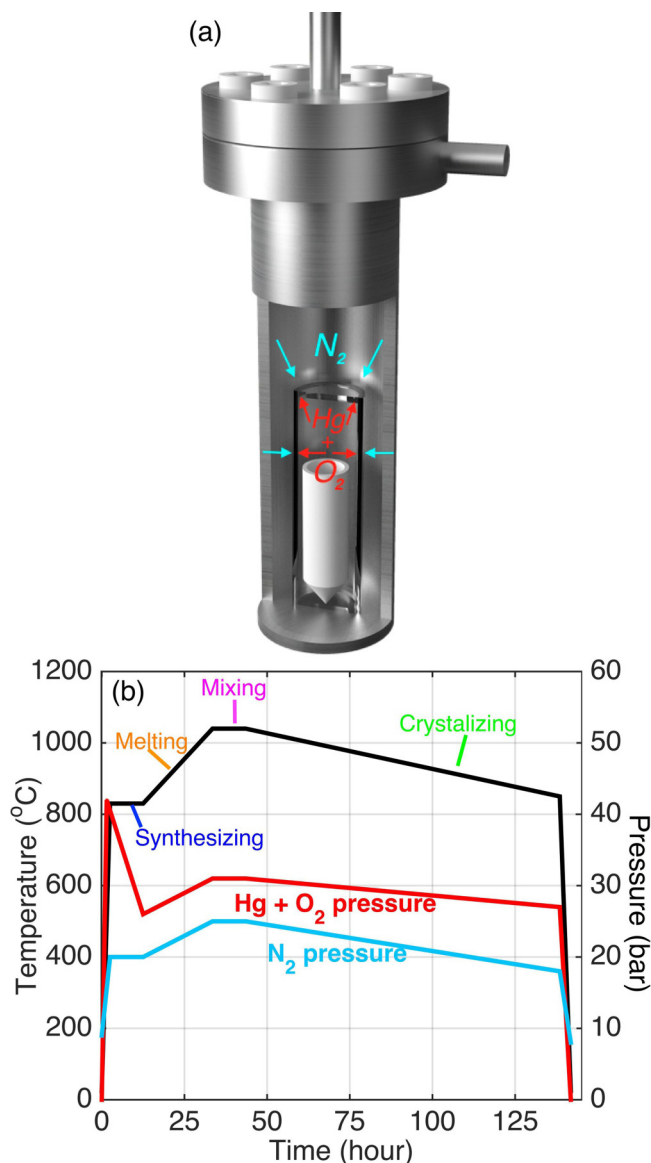 (a)
N₂
Hg
+
O₂
(b)
Mixing
Melting
Crystalizing
Synthesizing
Hg + O₂ pressure
N₂ pressure
1200
1000
800
600
400
200
0
Temperature (°C)
60
50
40
30
20
10
0
Pressure (bar)
0 25 50 75 100 125
Time (hour)